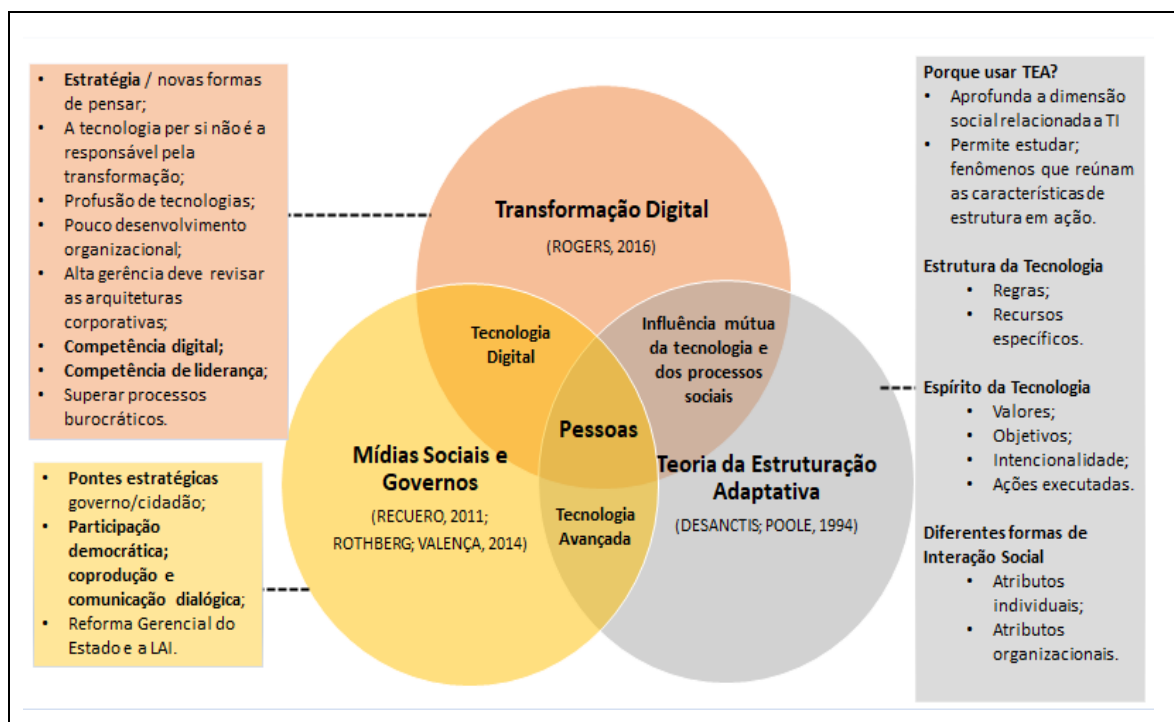 • Estratégia / novas formas
de pensar;
• A tecnologia per si não é a
responsável pela
transformação;
• Profusão de tecnologias;
• Pouco desenvolvimento
organizacional;
• Alta gerência deve revisar
as arquiteturas
corporativas;
• Competência digital;
• Competência de liderança;
• Superar processos
burocráticos.
• Pontes estratégicas
governo/cidadão;
• Participação
democrática;
coprodução e
comunicação dialógica;
• Reforma Gerencial do
Estado e a LAI.
Transformação Digital
(ROGERS, 2016)
Tecnologia
Digital
Influência mútua
da tecnologia e
dos processos
sociais
Pessoas
Mídias Sociais e
Governos
(RECUERO, 2011;
ROTHBERG; VALENÇA, 2014)
Tecnologia
Avançada
Teoria da Estruturação
Adaptativa
(DESANCTIS; POOLE, 1994)
Porque usar TEA?
• Aprofunda a dimensão
social relacionada a TI
• Permite estudar;
fenômenos que reúnam
as características de
estrutura em ação.
Estrutura da Tecnologia
• Regras;
• Recursos
específicos.
Espírito da Tecnologia
• Valores;
• Objetivos;
• Intencionalidade;
• Ações executadas.
Diferentes formas de
Interação Social
• Atributos
individuais;
• Atributos
organizacionais.